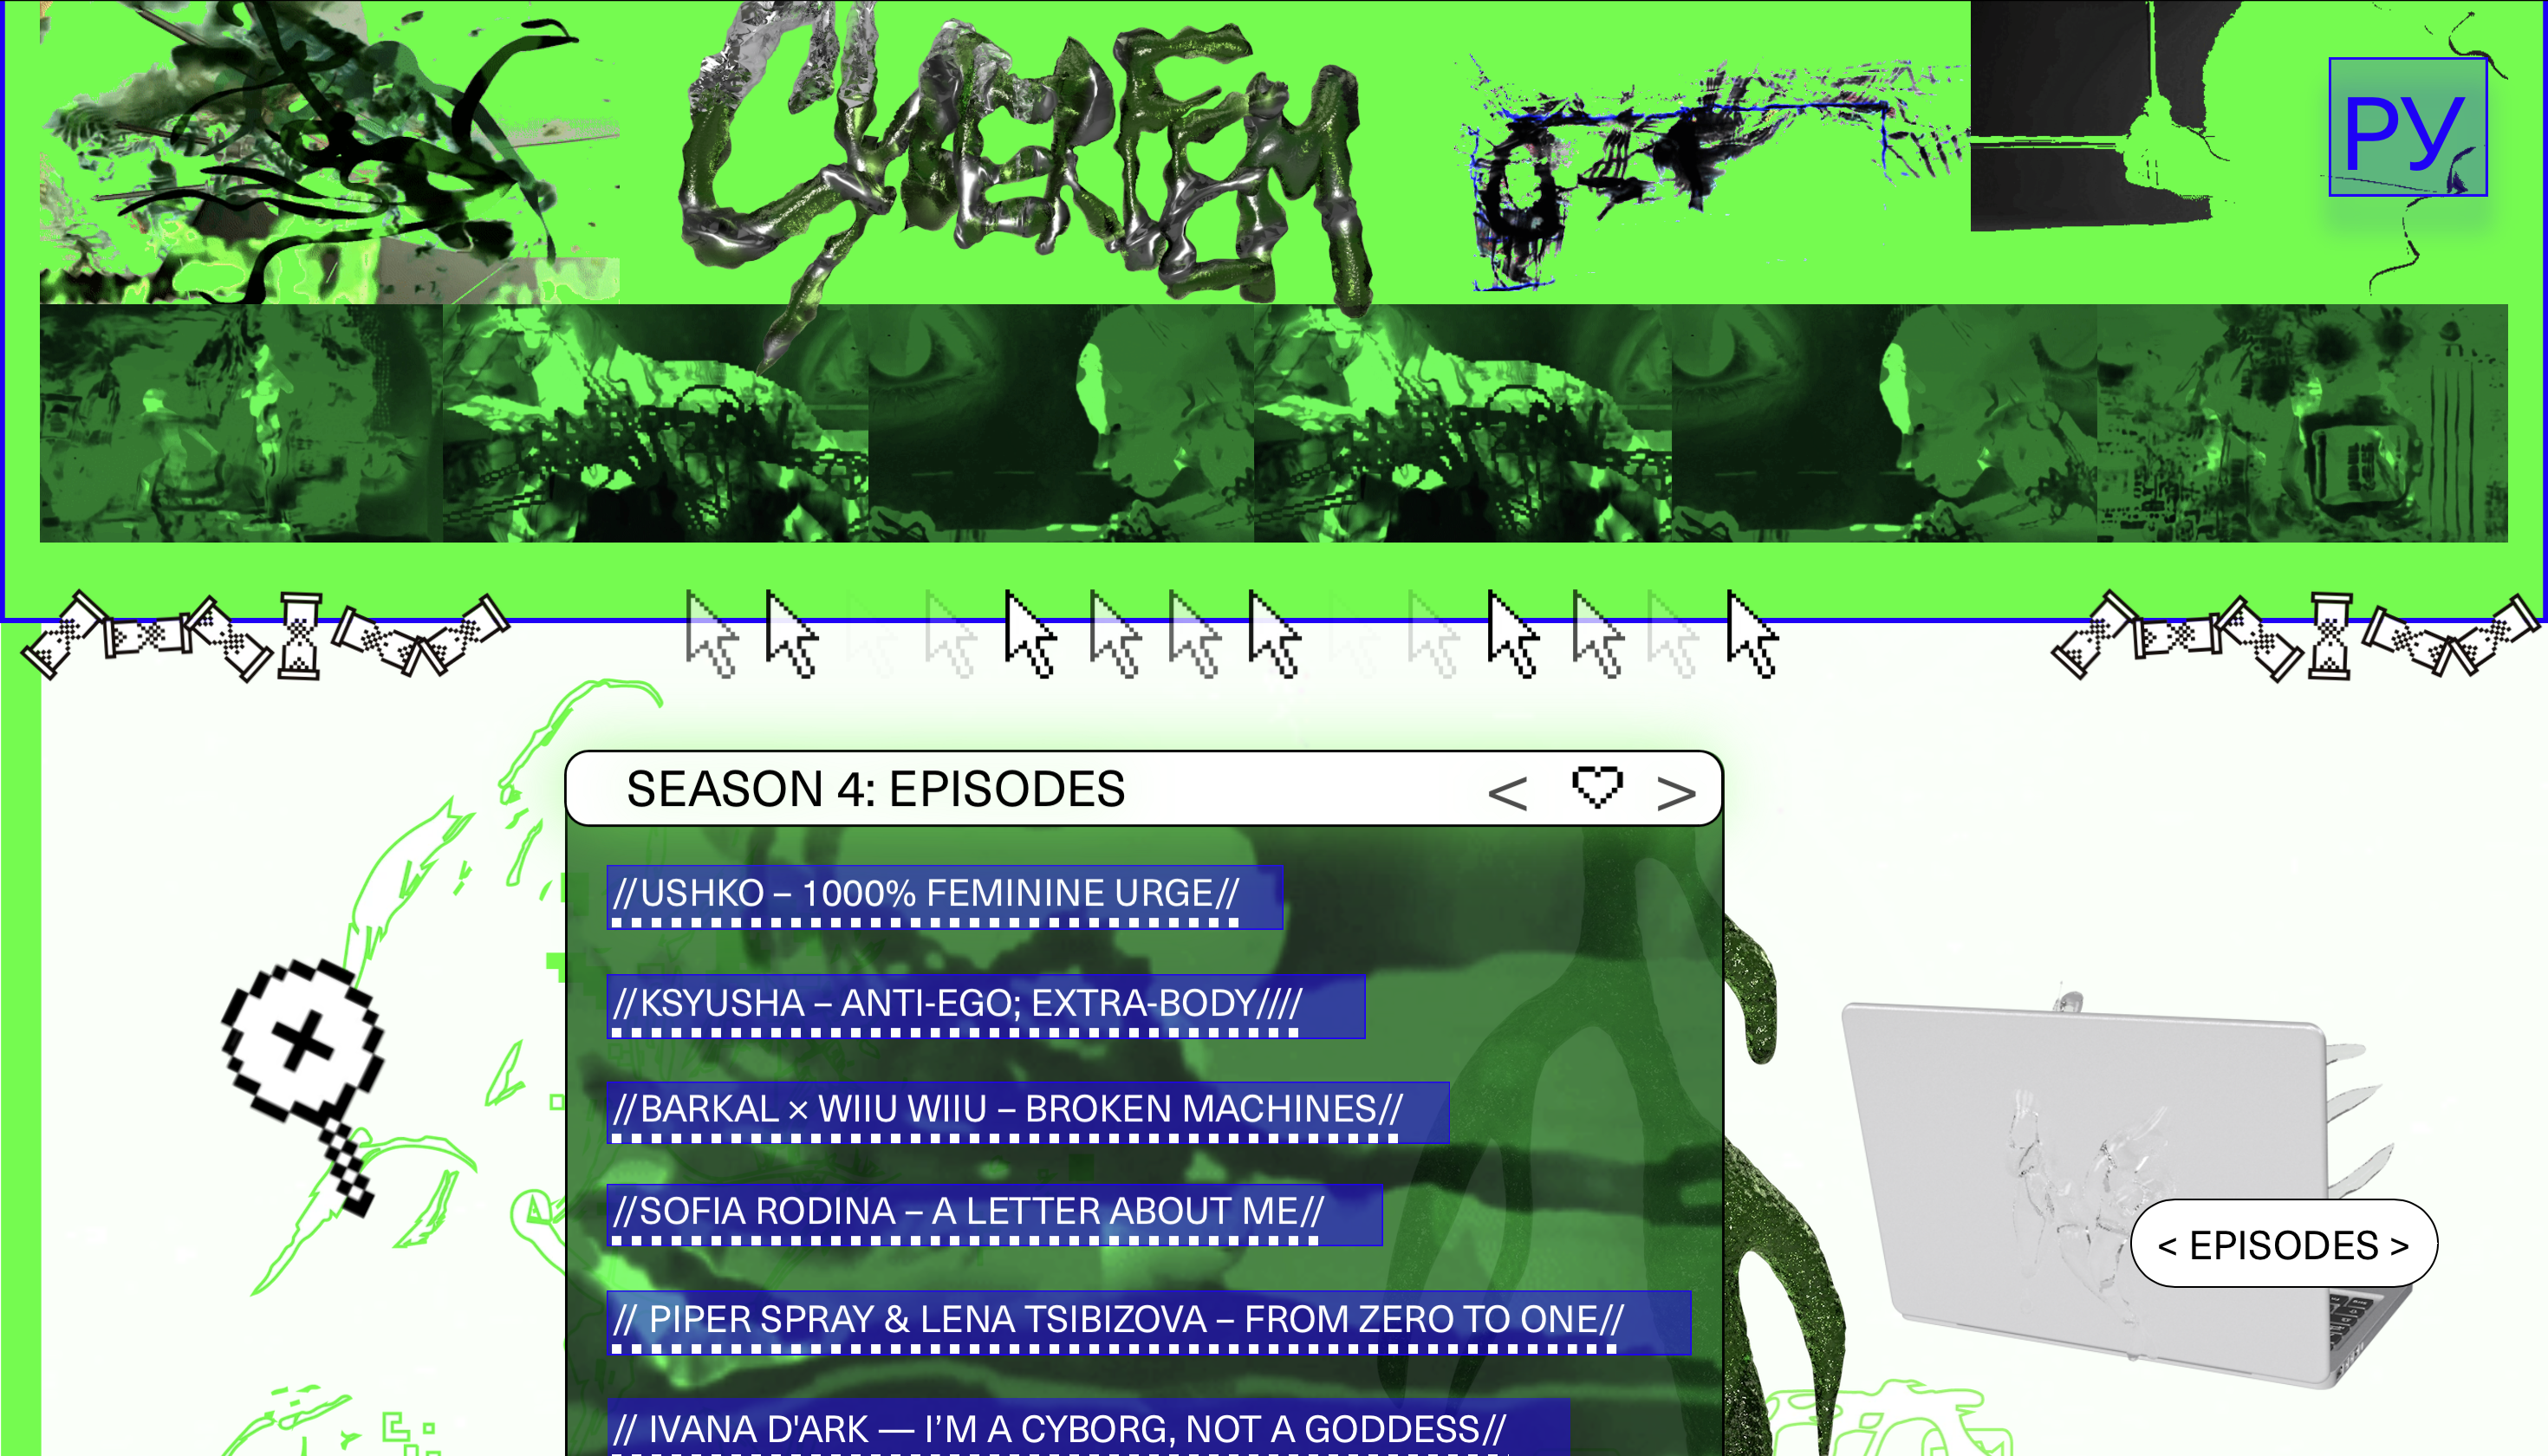 CYBERFEM
РУ
SEASON 4: EPISODES < >
//USHKO – 1000% FEMININE URGE//
//KSYUSHA – ANTI-EGO; EXTRA-BODY////
//BARKAL × WIIU WIIU – BROKEN MACHINES//
//SOFIA RODINA – A LETTER ABOUT ME//
< EPISODES >
// PIPER SPRAY & LENA TSIBIZOVA – FROM ZERO TO ONE//
// IVANA D'ARK — I’M A CYBORG, NOT A GODDESS//